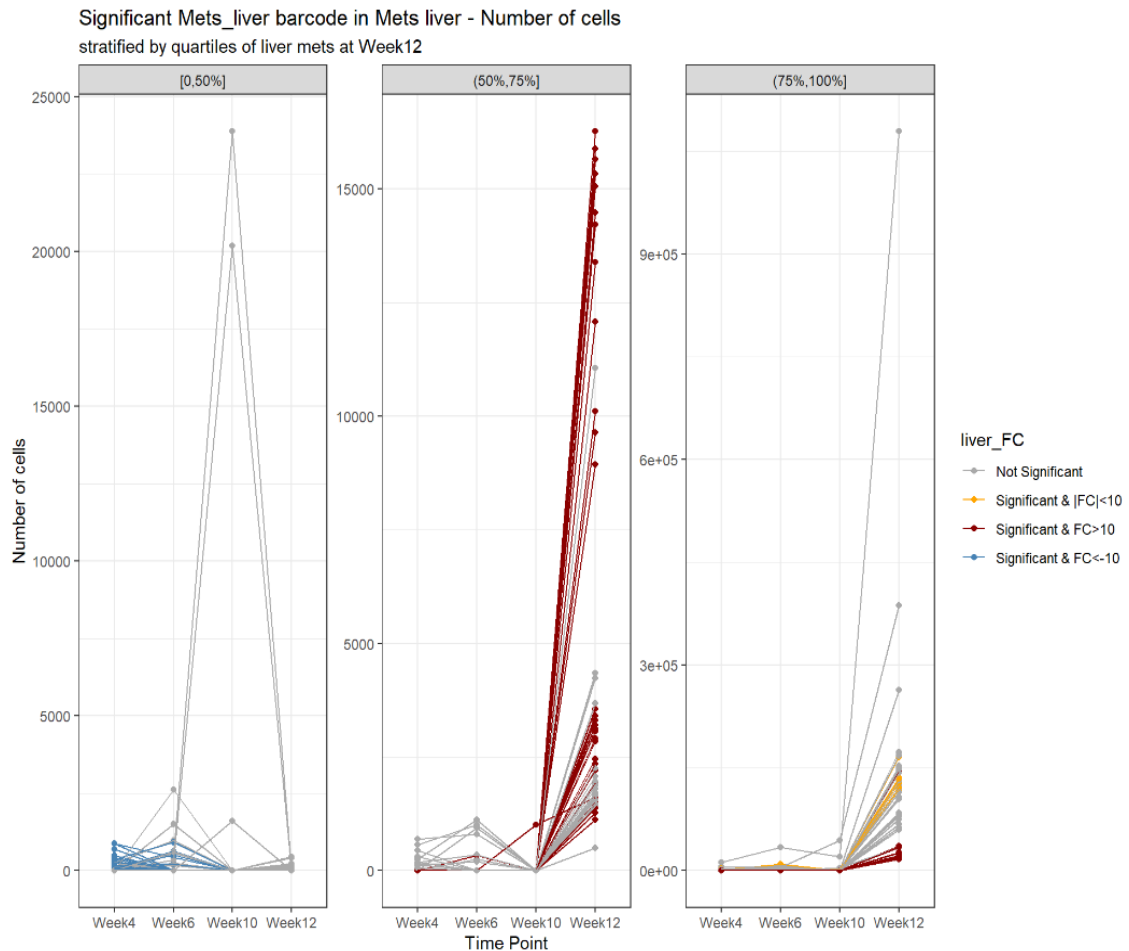 Significant Mets_liver barcode in Mets liver - Number of cells
stratified by quartiles of liver mets at Week12
[0,50%]
(50%,75%]
(75%,100%]
Number of cells
25000
20000
15000
10000
5000
0
15000
10000
5000
0
9e+05
6e+05
3e+05
0e+00
Week4 Week6 Week10 Week12
Week4 Week6 Week10 Week12
Week4 Week6 Week10 Week12
Time Point
liver_FC
Not Significant
Significant & |FC|<10
Significant & FC>10
Significant & FC<-10